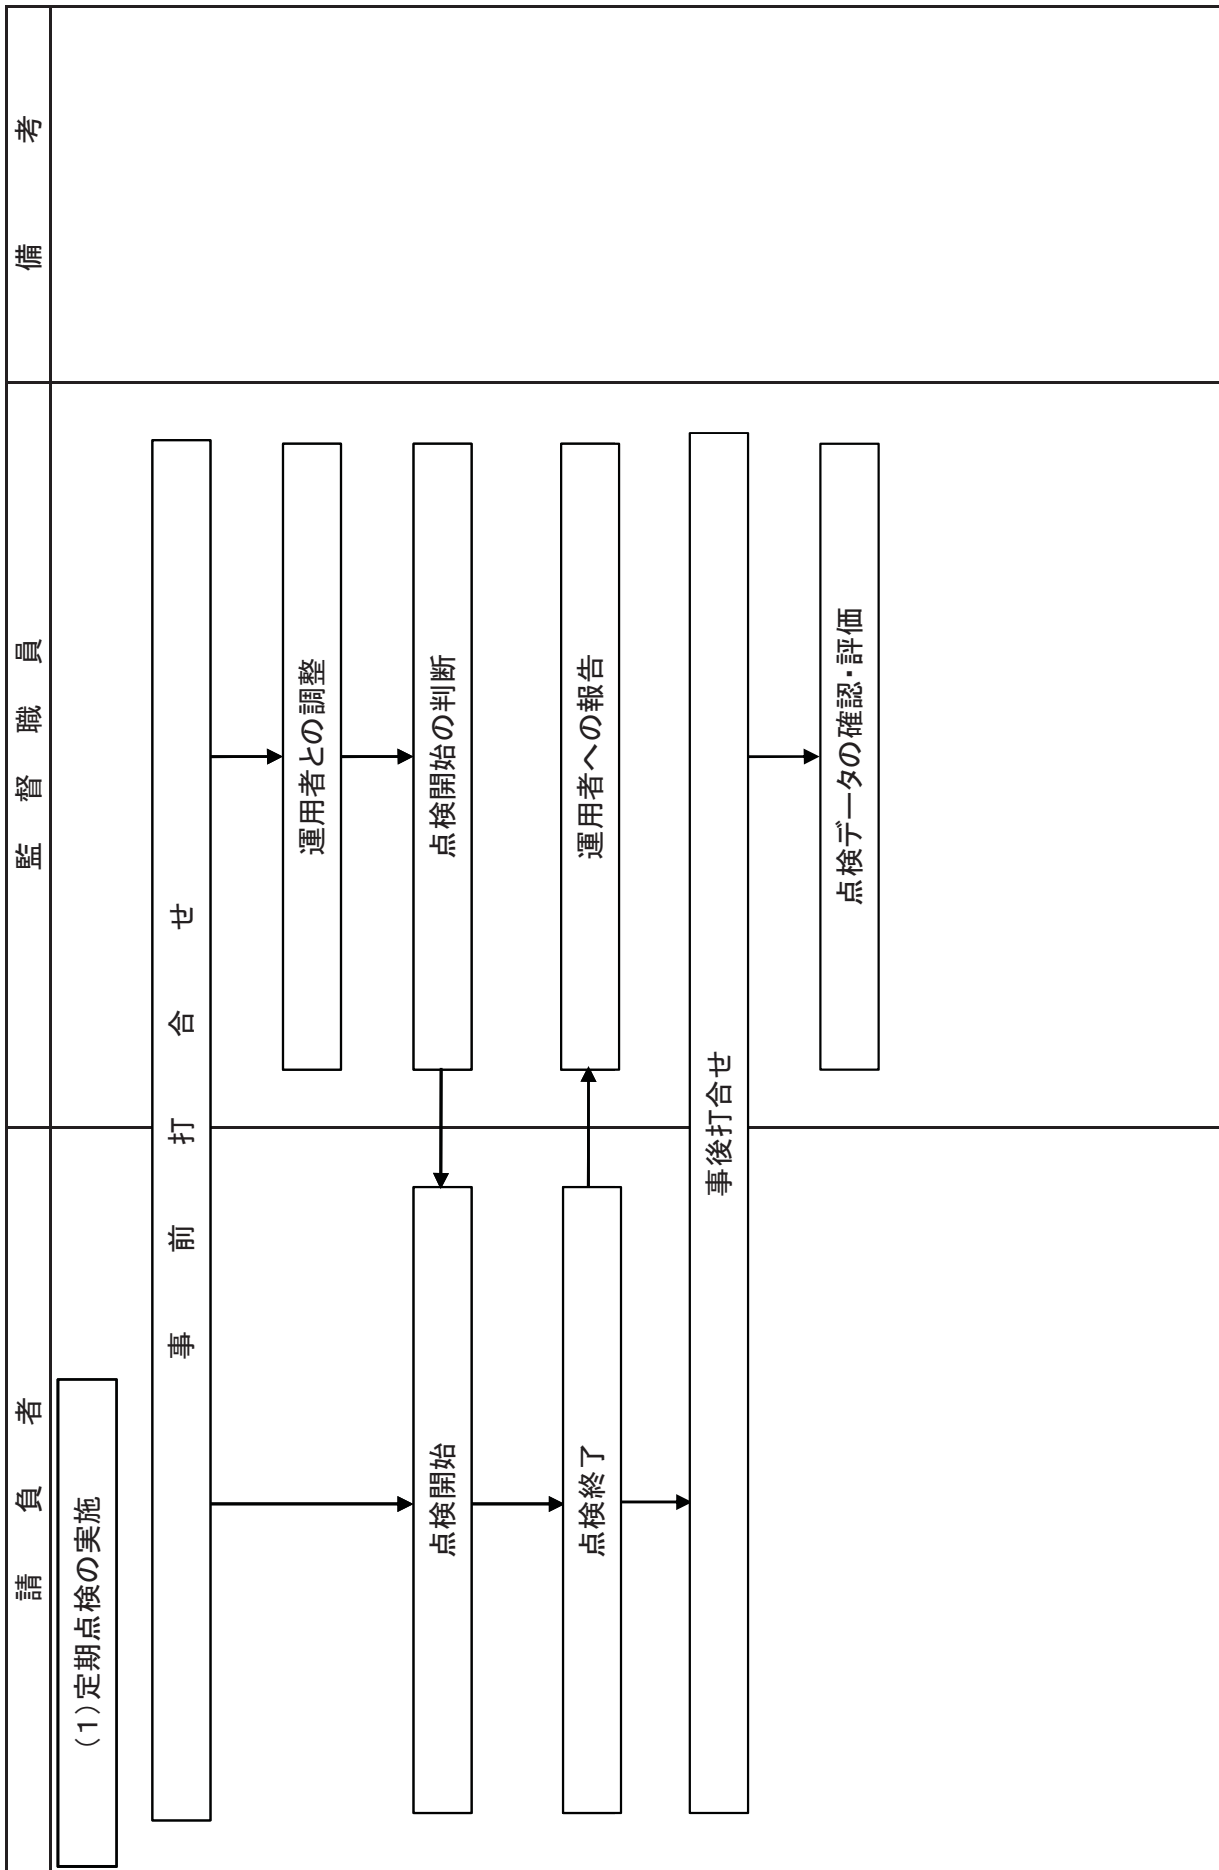 請負者
監督職員
備考
(1)定期点検の実施
事前打合せ
運用者との調整
点検開始
点検開始の判断
点検終了
運用者への報告
事後打合せ
点検データの確認・評価